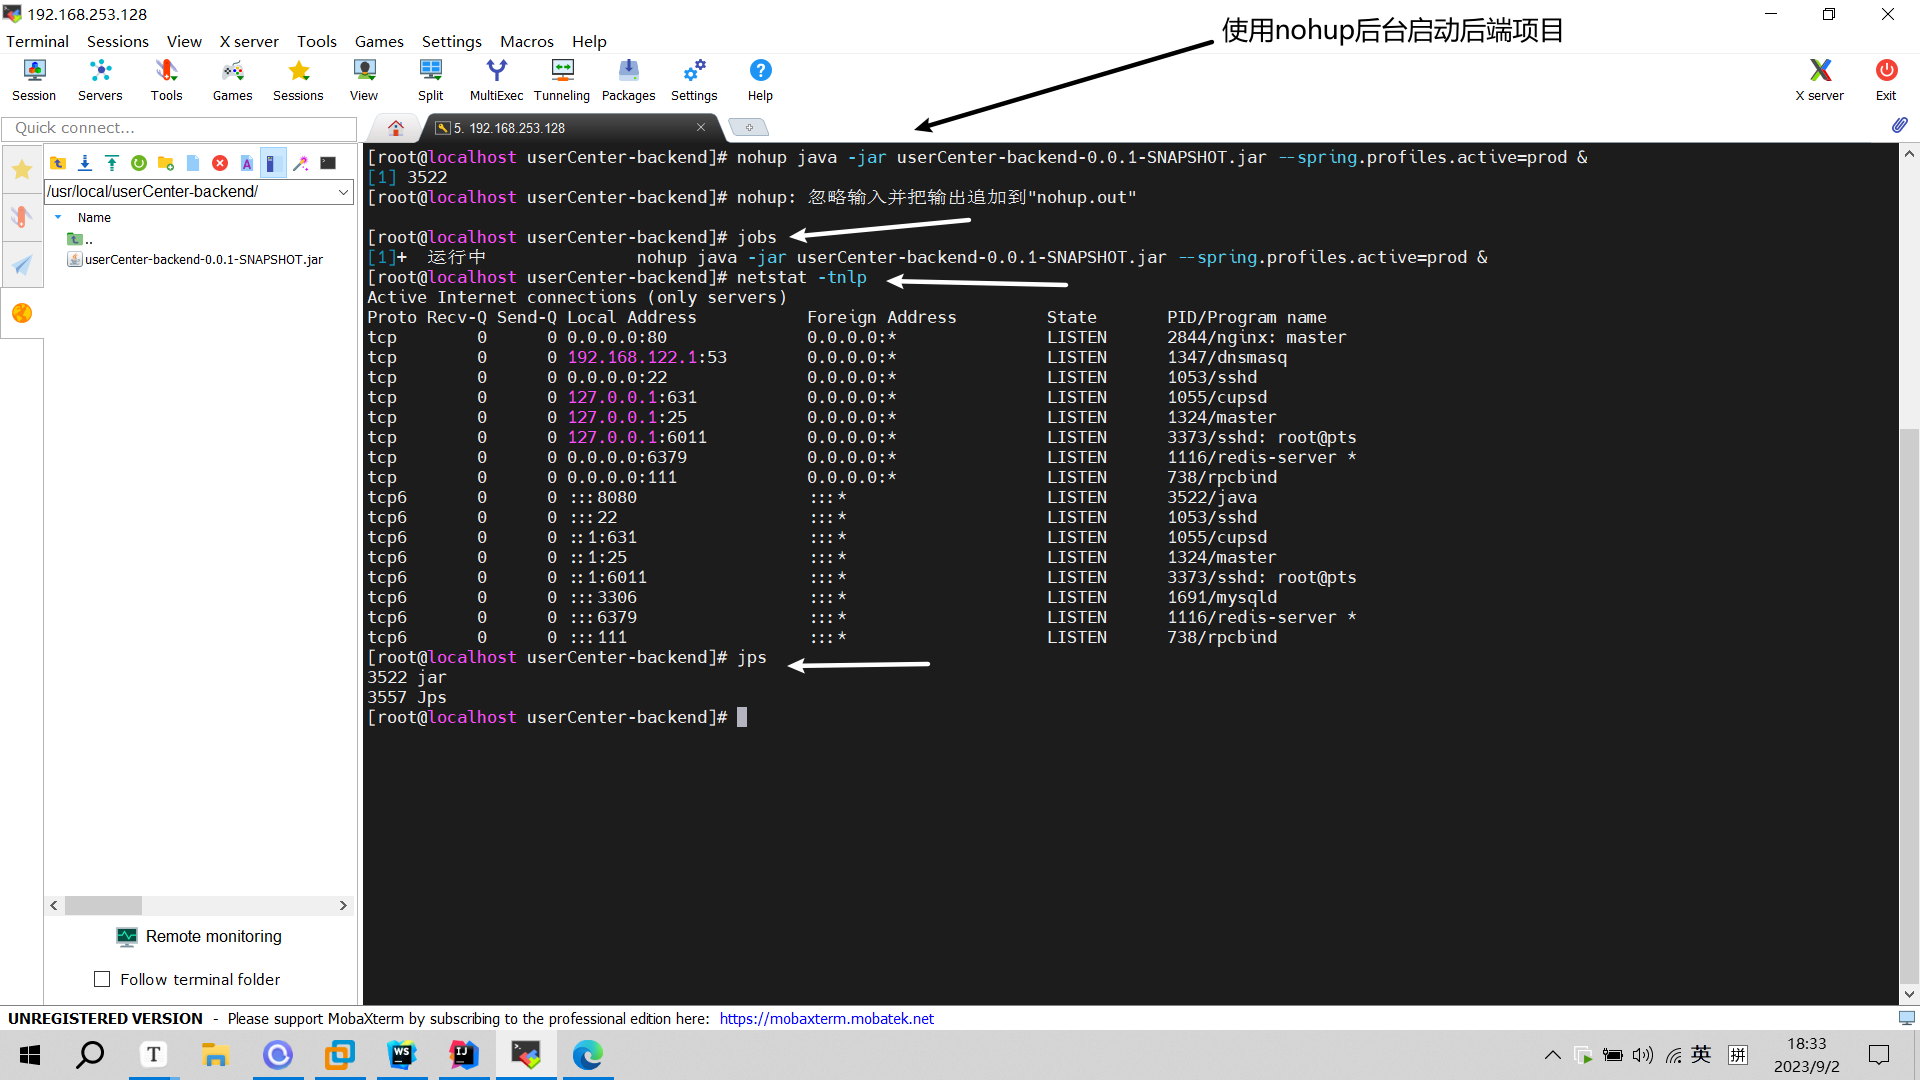 192.168.253.128
使用nohup后台启动后端项目
Terminal Sessions View X server Tools Games Settings Macros Help
Session Servers Tools Games Sessions View Split MultiExec Tunneling Packages Settings Help X server Exit
Quick connect...
5. 192.168.253.128
/usr/local/userCenter-backend/
Name
..
userCenter-backend-0.0.1-SNAPSHOT.jar
[root@localhost userCenter-backend]# nohup java -jar userCenter-backend-0.0.1-SNAPSHOT.jar --spring.profiles.active=prod &
[1] 3522
[root@localhost userCenter-backend]# nohup: 忽略输入并把输出追加到"nohup.out"
[root@localhost userCenter-backend]# jobs
[1]+ 运行中 nohup java -jar userCenter-backend-0.0.1-SNAPSHOT.jar --spring.profiles.active=prod &
[root@localhost userCenter-backend]# netstat -tnlp
Active Internet connections (only servers)
Proto Recv-Q Send-Q Local Address Foreign Address State PID/Program name
tcp 0 0 0.0.0.0:80 0.0.0.0:* LISTEN 2844/nginx: master
tcp 0 0 192.168.122.1:53 0.0.0.0:* LISTEN 1347/dnsmasq
tcp 0 0 0.0.0.0:22 0.0.0.0:* LISTEN 1053/sshd
tcp 0 0 127.0.0.1:631 0.0.0.0:* LISTEN 1055/cupsd
tcp 0 0 127.0.0.1:25 0.0.0.0:* LISTEN 1324/master
tcp 0 0 127.0.0.1:6011 0.0.0.0:* LISTEN 3373/sshd: root@pts
tcp 0 0 0.0.0.0:6379 0.0.0.0:* LISTEN 1116/redis-server *
tcp 0 0 0.0.0.0:111 0.0.0.0:* LISTEN 738/rpcbind
tcp6 0 0 :::8080 :::* LISTEN 3522/java
tcp6 0 0 :::22 :::* LISTEN 1053/sshd
tcp6 0 0 ::1:631 :::* LISTEN 1055/cupsd
tcp6 0 0 ::1:25 :::* LISTEN 1324/master
tcp6 0 0 ::1:6011 :::* LISTEN 3373/sshd: root@pts
tcp6 0 0 :::3306 :::* LISTEN 1691/mysqld
tcp6 0 0 :::6379 :::* LISTEN 1116/redis-server *
tcp6 0 0 :::111 :::* LISTEN 738/rpcbind
[root@localhost userCenter-backend]# jps
3522 jar
3557 Jps
[root@localhost userCenter-backend]#
Remote monitoring
Follow terminal folder
UNREGISTERED VERSION - Please support MobaXterm by subscribing to the professional edition here: https://mobaxterm.mobatek.net
英 拼
18:33
2023/9/2